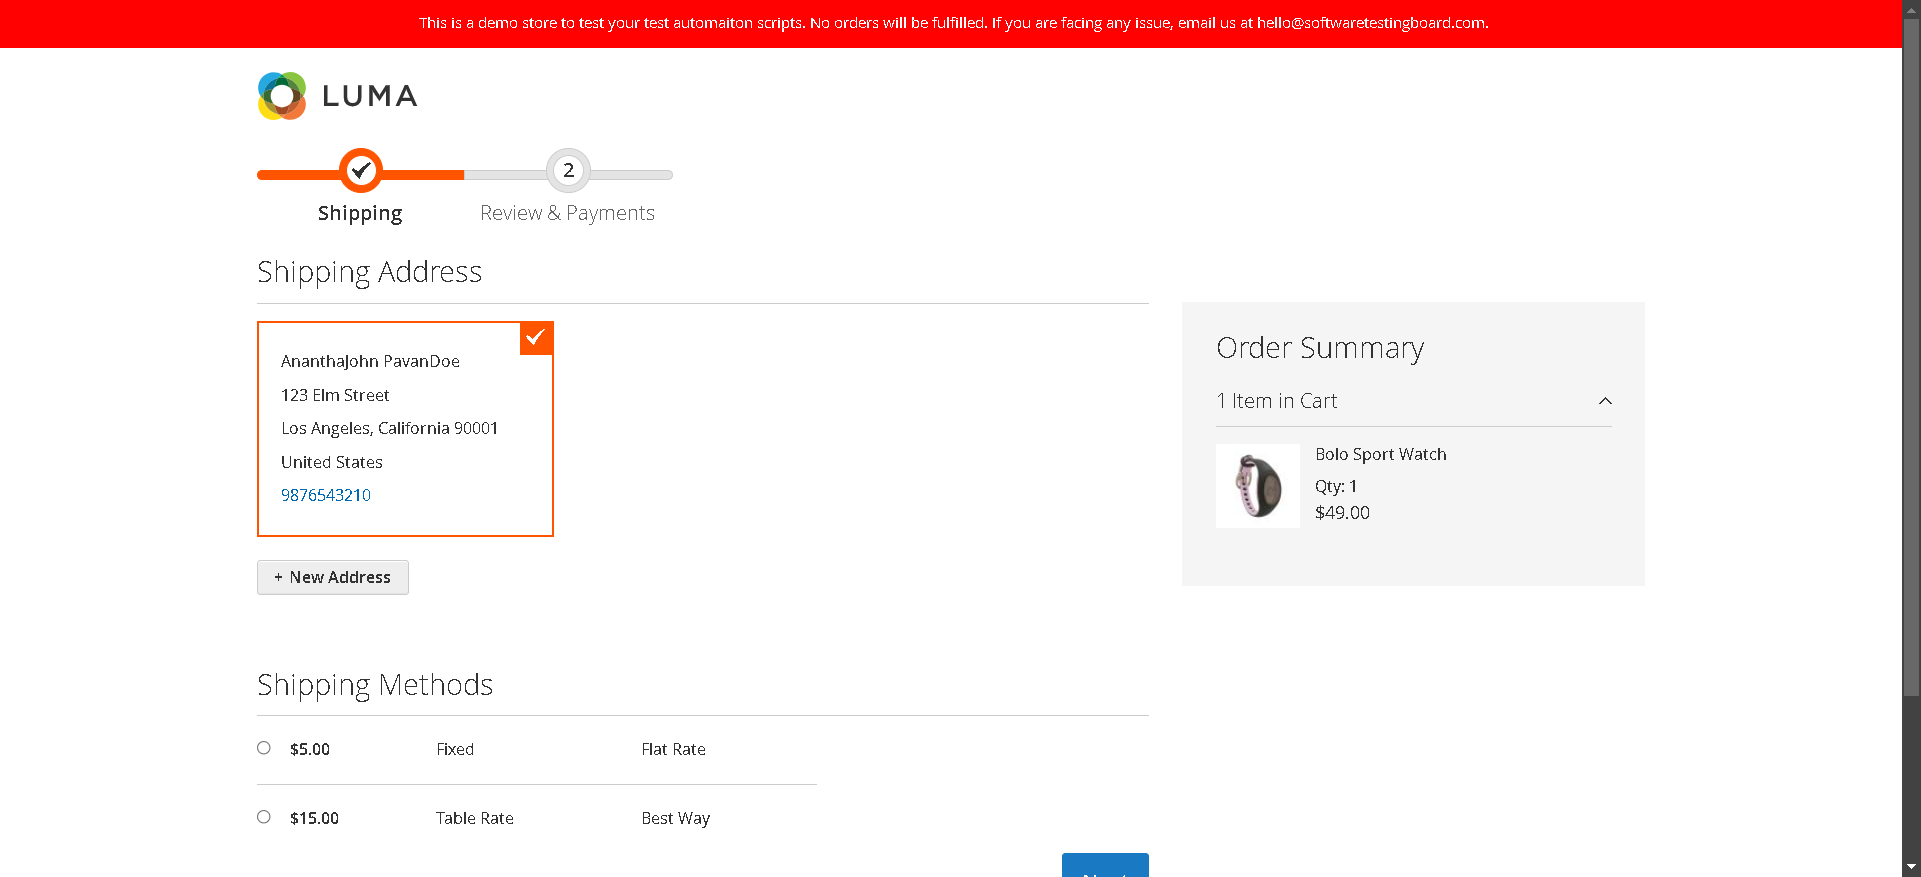 This is a demo store to test your test automaiton scripts. No orders will be fulfilled. If you are facing any issue, email us at hello@softwaretestingboard.com.
LUMA
2
Shipping
Review & Payments
Shipping Address
AnanthaJohn PavanDoe
123 Elm Street
Los Angeles, California 90001
United States
9876543210
+ New Address
Order Summary
1 Item in Cart
Bolo Sport Watch
Qty: 1
$49.00
Shipping Methods
$5.00 Fixed Flat Rate
$15.00 Table Rate Best Way